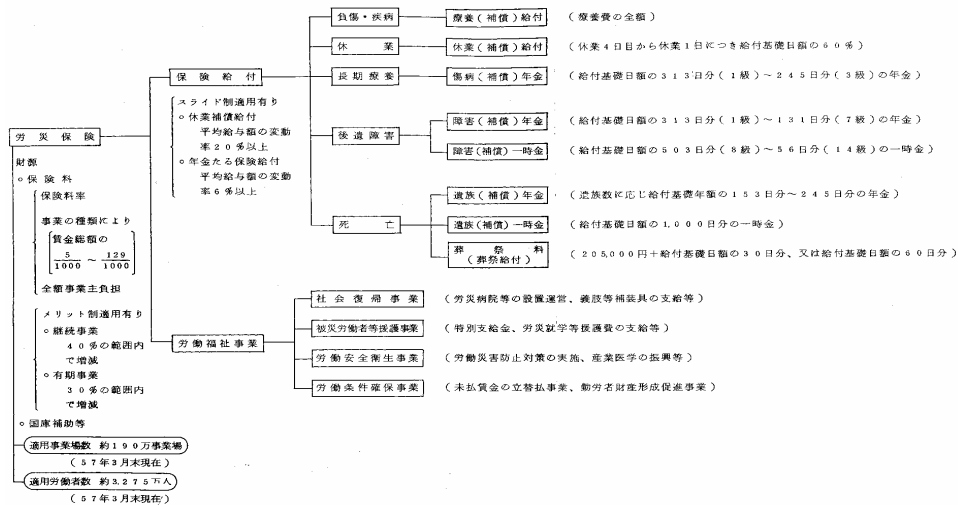 労災保険
財源
○保険料
保険料率
事業の種類により
賃金総額の
5/1000 ～ 129/1000
全額事業主負担
メリット制適用有り
○継続事業
40％の範囲内
で増減
○有期事業
30％の範囲内
で増減
○国庫補助等
適用事業場数 約190万事業場
（57年3月末現在）
適用労働者数 約3,275万人
（57年3月末現在）
保険給付
スライド制適用有り
○休業補償給付
平均給与額の変動
率20％以上
○年金たる保険給付
平均給与額の変動
率6％以上
負傷・疾病
療養（補償）給付 （療養費の全額）
休業
休業（補償）給付 （休業4日目から休業1日につき給付基礎日額の60％）
長期療養
傷病（補償）年金 （給付基礎日額の313日分（1級）～245日分（3級）の年金）
後遺障害
障害（補償）年金 （給付基礎日額の313日分（1級）～131日分（7級）の年金）
障害（補償）一時金 （給付基礎日額の503日分（8級）～56日分（14級）の一時金）
死亡
遺族（補償）年金 （遺族数に応じ給付基礎年額の153日分～245日分の年金）
遺族（補償）一時金 （給付基礎日額の1,000日分の一時金）
葬祭料
（葬祭給付） （205,000円＋給付基礎日額の30日分、又は給付基礎日額の60日分）
労働福祉事業
社会復帰事業 （労災病院等の設置運営、義肢等補装具の支給等）
被災労働者等援護事業 （特別支給金、労災就学等援護費の支給等）
労働安全衛生事業 （労働災害防止対策の実施、産業医学の振興等）
労働条件確保事業 （未払賃金の立替払事業、勤労者財産形成促進事業）